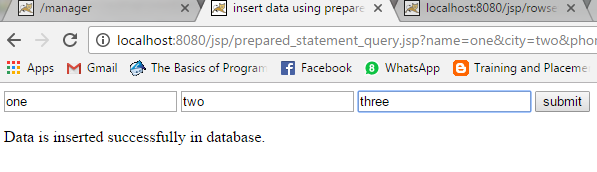 /manager
insert data using prepare
localhost:8080/jsp/rowse
localhost:8080/jsp/prepared_statement_query.jsp?name=one&city=two&phon
Apps M Gmail The Basics of Program Facebook WhatsApp Training and Placeme
one two three submit
Data is inserted successfully in database.